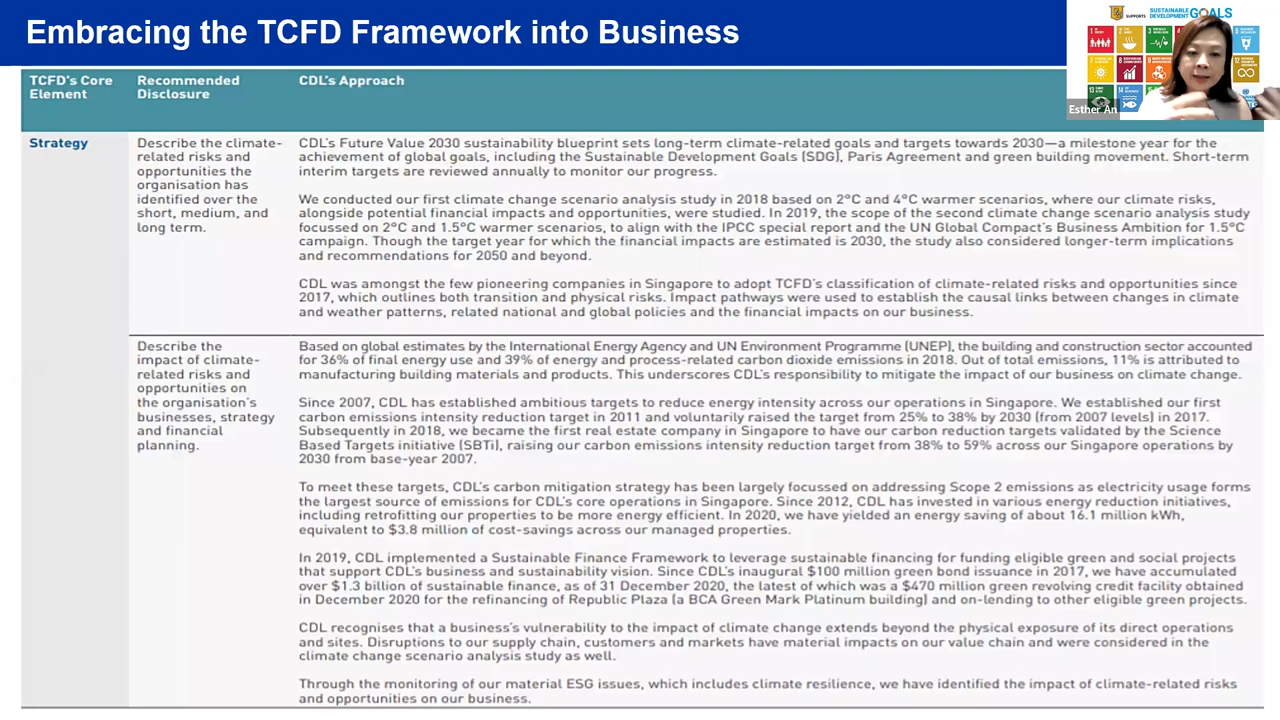 Embracing the TCFD Framework into Business
SUPPORTS
SUSTAINABLE
DEVELOPMENT GOALS
Esther An
TCFD's Core
Element
Recommended
Disclosure
CDL's Approach
Strategy
Describe the climate-
related risks and
opportunities the
organisation has
identified over the
short, medium, and
long term.
CDL's Future Value 2030 sustainability blueprint sets long-term climate-related goals and targets towards 2030—a milestone year for the
achievement of global goals, including the Sustainable Development Goals (SDG), Paris Agreement and green building movement. Short-term
interim targets are reviewed annually to monitor our progress.
We conducted our first climate change scenario analysis study in 2018 based on 2°C and 4°C warmer scenarios, where our climate risks,
alongside potential financial impacts and opportunities, were studied. In 2019, the scope of the second climate change scenario analysis study
focussed on 2°C and 1.5°C warmer scenarios, to align with the IPCC special report and the UN Global Compact's Business Ambition for 1.5°C
campaign. Though the target year for which the financial impacts are estimated is 2030, the study also considered longer-term implications
and recommendations for 2050 and beyond.
CDL was amongst the few pioneering companies in Singapore to adopt TCFD's classification of climate-related risks and opportunities since
2017, which outlines both transition and physical risks. Impact pathways were used to establish the causal links between changes in climate
and weather patterns, related national and global policies and the financial impacts on our business.
Describe the
impact of climate-
related risks and
opportunities on
the organisation's
businesses, strategy
and financial
planning.
Based on global estimates by the International Energy Agency and UN Environment Programme (UNEP), the building and construction sector accounted
for 36% of final energy use and 39% of energy and process-related carbon dioxide emissions in 2018. Out of total emissions, 11% is attributed to
manufacturing building materials and products. This underscores CDL's responsibility to mitigate the impact of our business on climate change.
Since 2007, CDL has established ambitious targets to reduce energy intensity across our operations in Singapore. We established our first
carbon emissions intensity reduction target in 2011 and voluntarily raised the target from 25% to 38% by 2030 (from 2007 levels) in 2017.
Subsequently in 2018, we became the first real estate company in Singapore to have our carbon reduction targets validated by the Science
Based Targets initiative (SBTi), raising our carbon emissions intensity reduction target from 38% to 59% across our Singapore operations by
2030 from base-year 2007.
To meet these targets, CDL's carbon mitigation strategy has been largely focussed on addressing Scope 2 emissions as electricity usage forms
the largest source of emissions for CDL's core operations in Singapore. Since 2012, CDL has invested in various energy reduction initiatives,
including retrofitting our properties to be more energy efficient. In 2020, we have yielded an energy saving of about 16.1 million kWh,
equivalent to $3.8 million of cost-savings across our managed properties.
In 2019, CDL implemented a Sustainable Finance Framework to leverage sustainable financing for funding eligible green and social projects
that support CDL's business and sustainability vision. Since CDL's inaugural $100 million green bond issuance in 2017, we have accumulated
over $1.3 billion of sustainable finance, as of 31 December 2020, the latest of which was a $470 million green revolving credit facility obtained
in December 2020 for the refinancing of Republic Plaza (a BCA Green Mark Platinum building) and on-lending to other eligible green projects.
CDL recognises that a business's vulnerability to the impact of climate change extends beyond the physical exposure of its direct operations
and sites. Disruptions to our supply chain, customers and markets have material impacts on our value chain and were considered in the
climate change scenario analysis study as well.
Through the monitoring of our material ESG issues, which includes climate resilience, we have identified the impact of climate-related risks
and opportunities on our business.